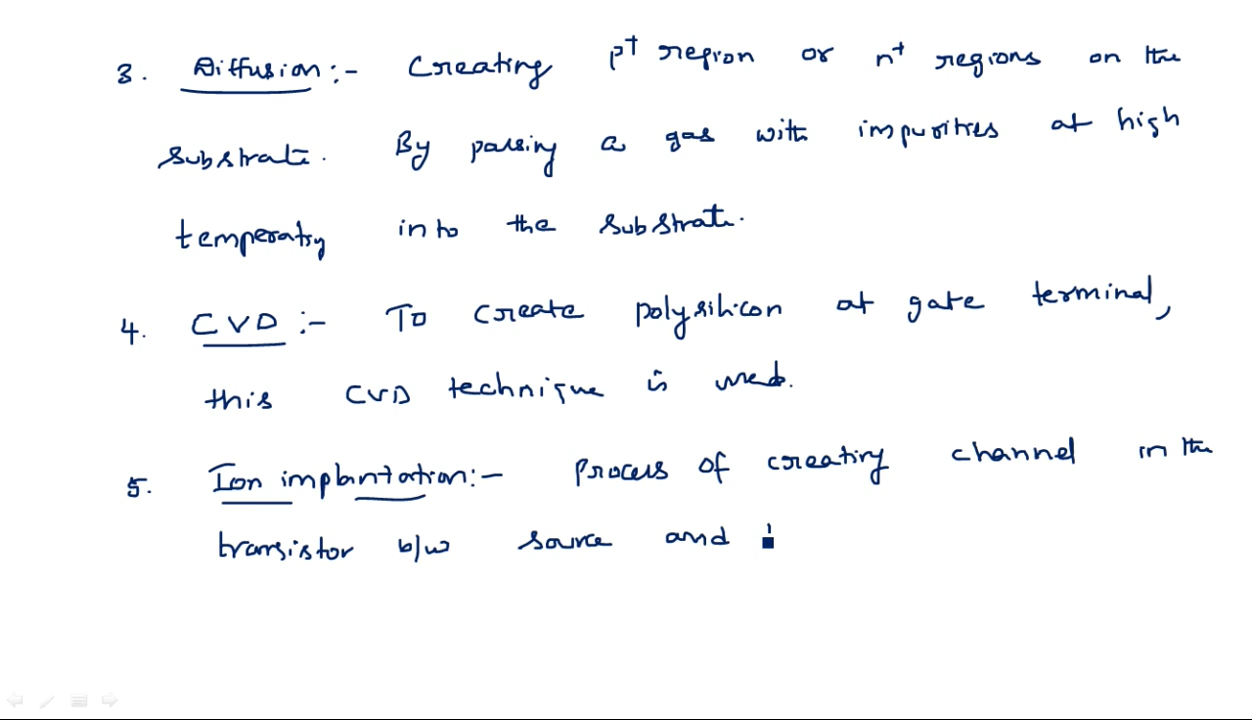 3. Diffusion :- Creating p+ region or n+ regions on the
substrate. By passing a gas with impurities at high
temperatry into the substrate.
4. CVD :- To create polysilicon at gate terminal,
this CVD technique is used.
5. Ion implantation :- Process of creating channel in the
transistor b/w source and